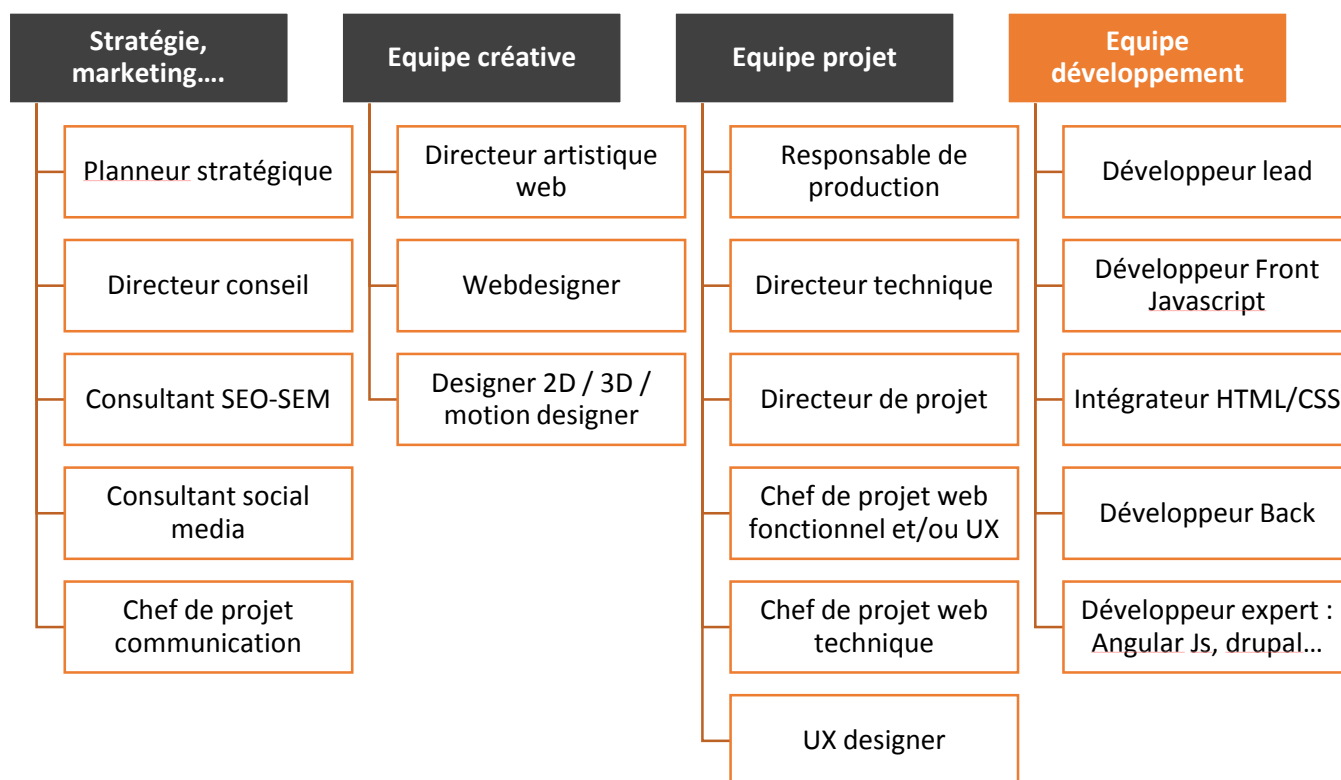 Stratégie,
marketing….
Planneur stratégique
Directeur conseil
Consultant SEO-SEM
Consultant social
media
Chef de projet
communication
Equipe créative
Directeur artistique
web
Webdesigner
Designer 2D / 3D /
motion designer
Equipe projet
Responsable de
production
Directeur technique
Directeur de projet
Chef de projet web
fonctionnel et/ou UX
Chef de projet web
technique
UX designer
Equipe
développement
Développeur lead
Développeur Front
Javascript
Intégrateur HTML/CSS
Développeur Back
Développeur expert :
Angular Js, drupal…